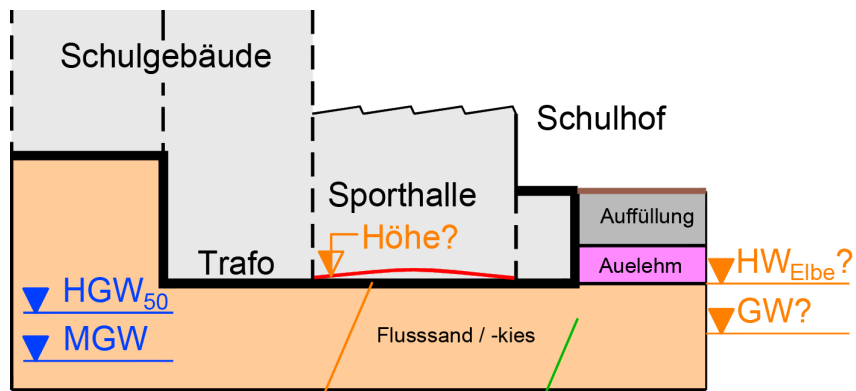 Schulgebäude
Schulhof
Sporthalle
Auffüllung
Höhe?
Trafo
Auelehm
HW_Elbe?
HGW_50
GW?
MGW
Flusssand / -kies